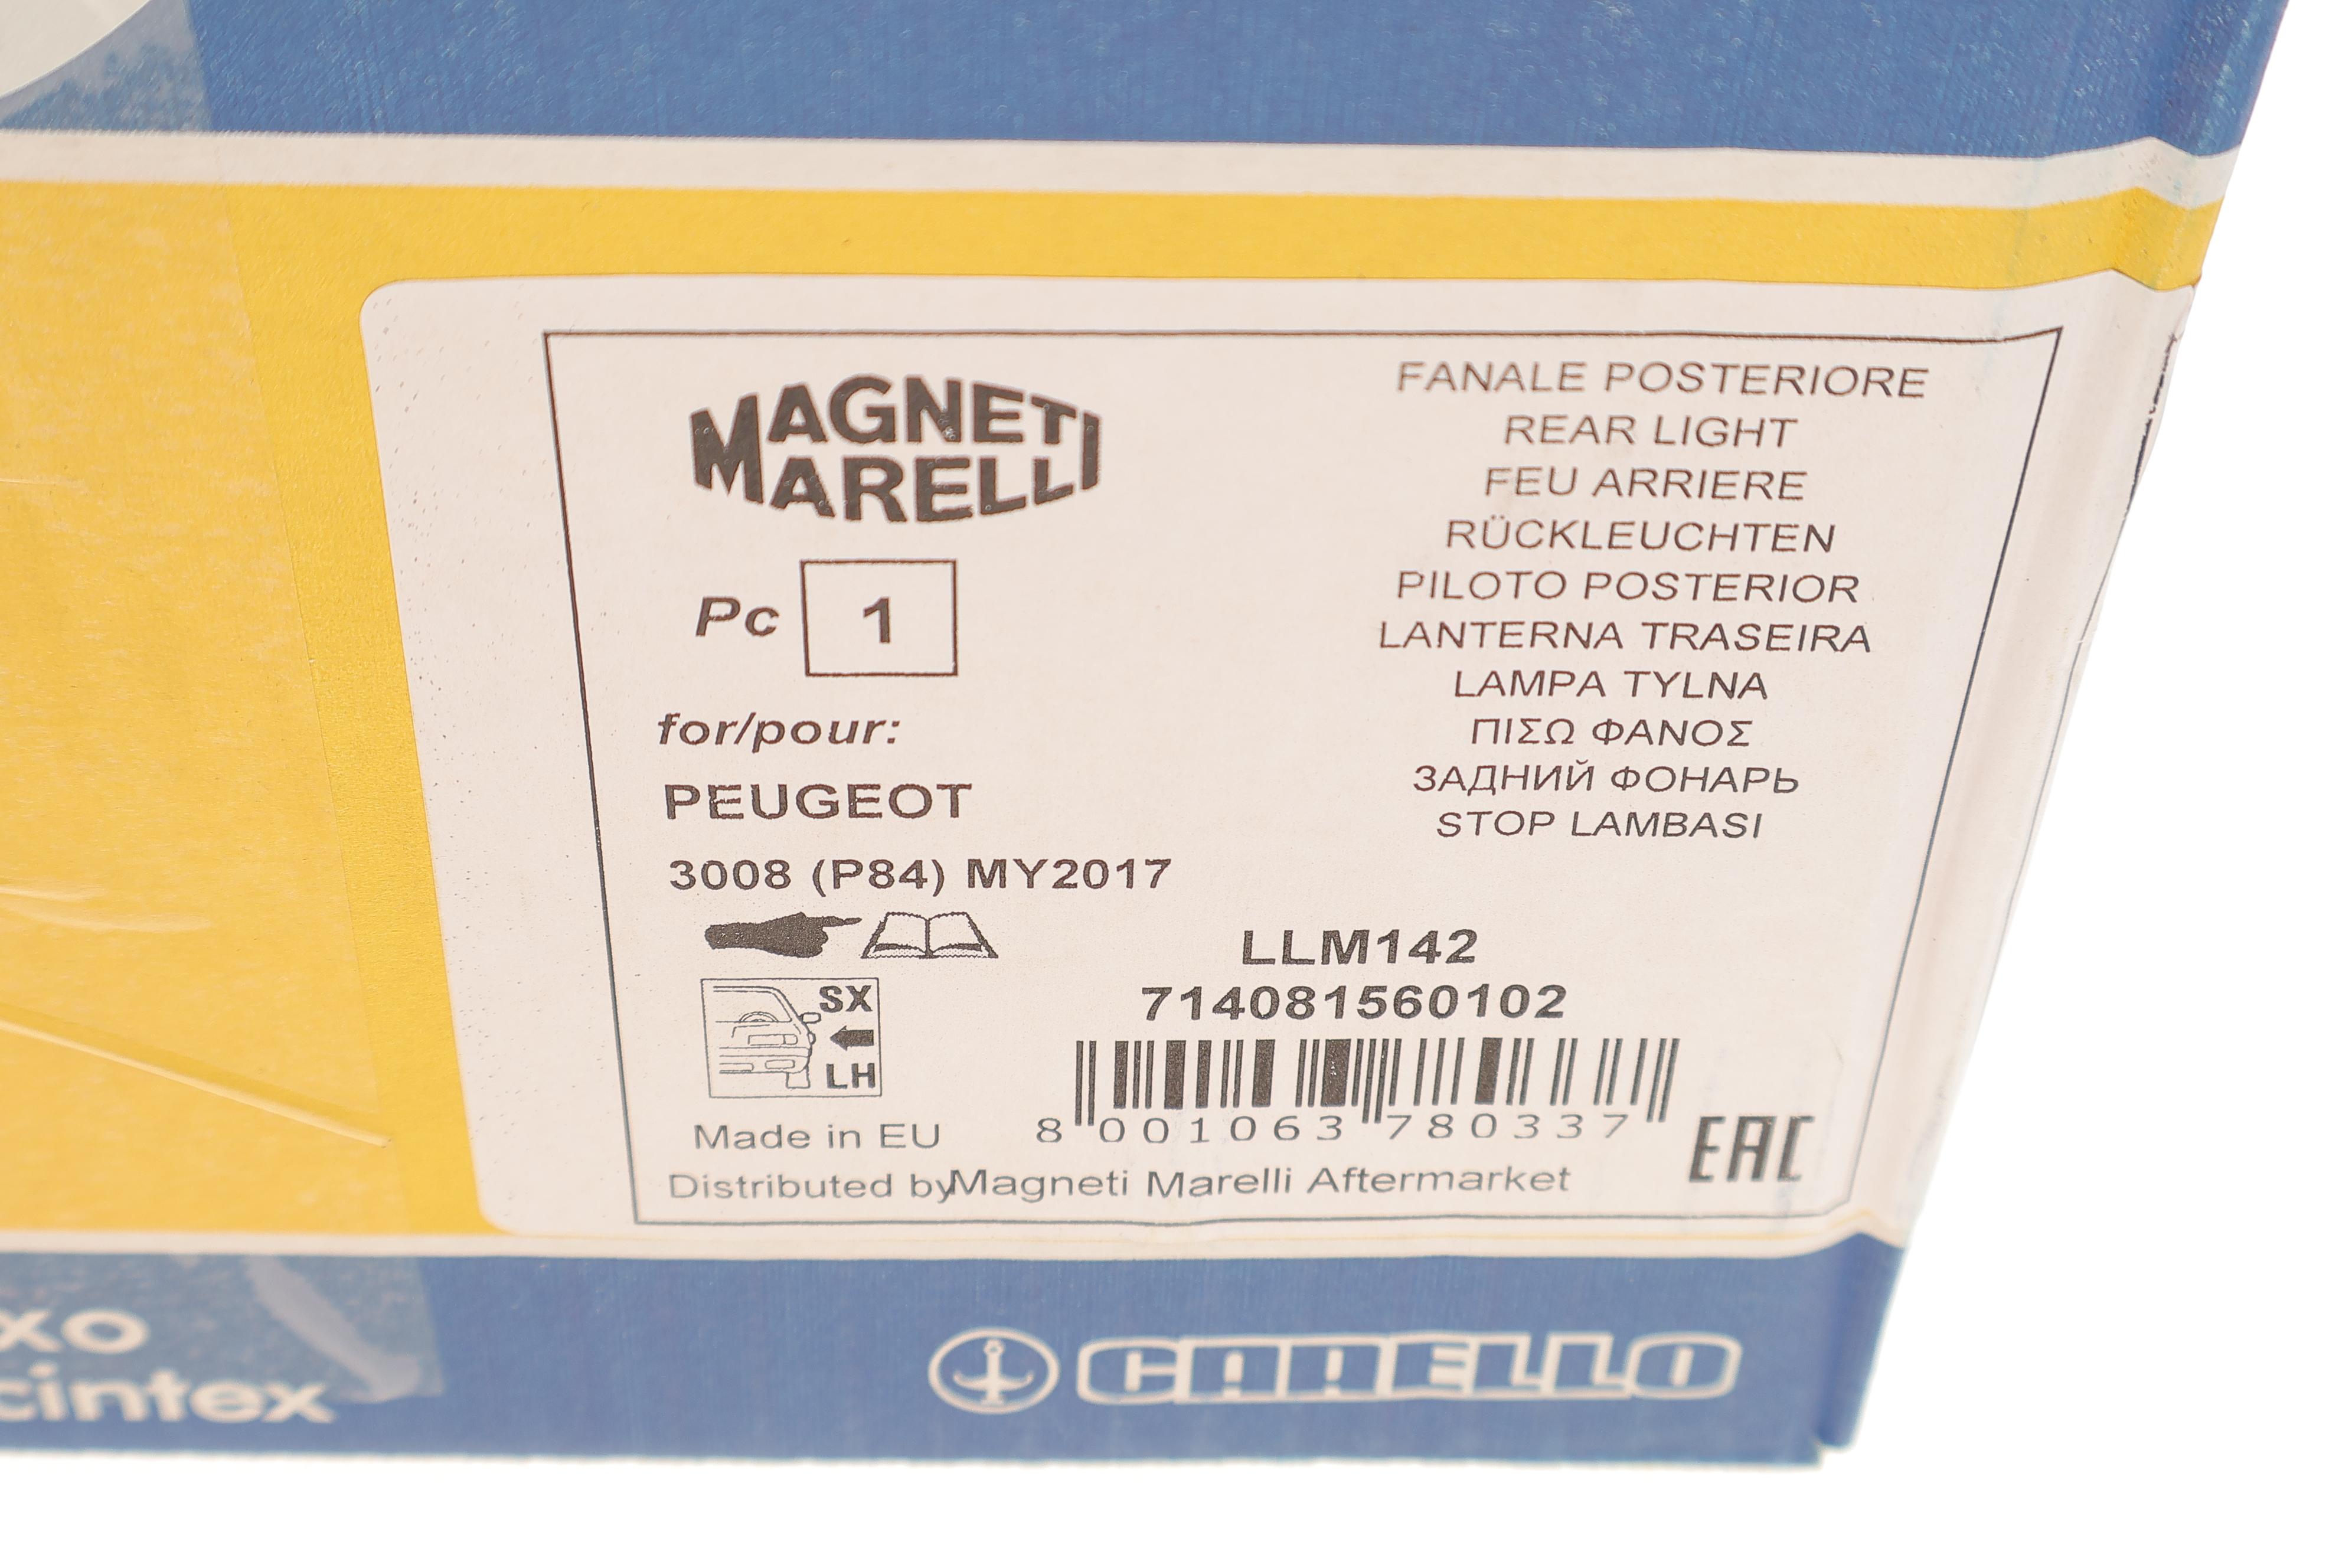 MAGNETI
MARELLI
Pc 1
for/pour:
PEUGEOT
3008 (P84) MY2017
FANALE POSTERIORE
REAR LIGHT
FEU ARRIERE
RÜCKLEUCHTEN
PILOTO POSTERIOR
LANTERNA TRASEIRA
LAMPA TYLNA
ΠΙΣΩ ΦΑΝΟΣ
ЗАДНИЙ ФОНАРЬ
STOP LAMBASI
LLM142
714081560102
SX
LH
8 001063 780337
EAC
Made in EU
Distributed by Magneti Marelli Aftermarket
xo
cintex
CARELLO